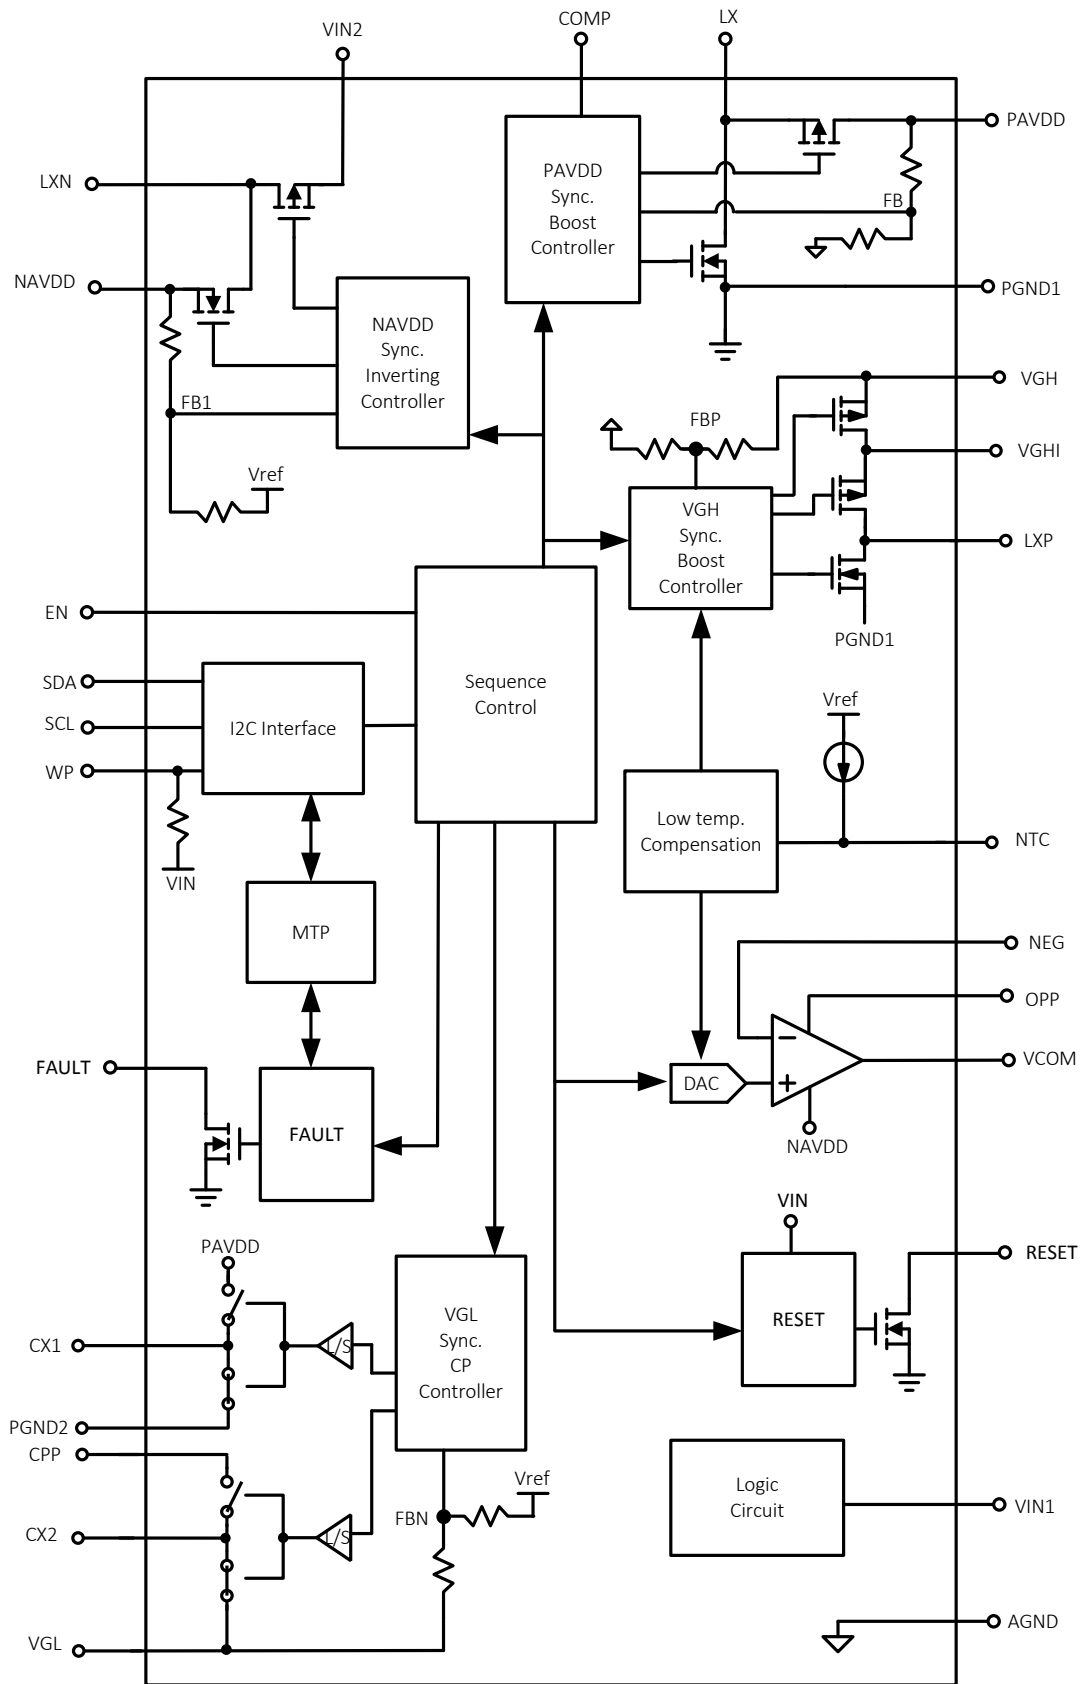 COMP
LX
VIN2
PAVDD
PAVDD
Sync.
Boost
Controller
LXN
FB
NAVDD
PGND1
NAVDD
Sync.
Inverting
Controller
FB1
VGH
FBP
VGHI
Vref
VGH
Sync.
Boost
Controller
LXP
EN
PGND1
SDA
Sequence
Control
Vref
SCL
I2C Interface
WP
Low temp.
Compensation
NTC
VIN
MTP
NEG
OPP
FAULT
VCOM
DAC
FAULT
NAVDD
VIN
PAVDD
RESET
VGL
Sync.
CP
Controller
RESET
CX1
L/S
PGND2
CPP
Vref
Logic
Circuit
VIN1
FBN
CX2
L/S
AGND
VGL